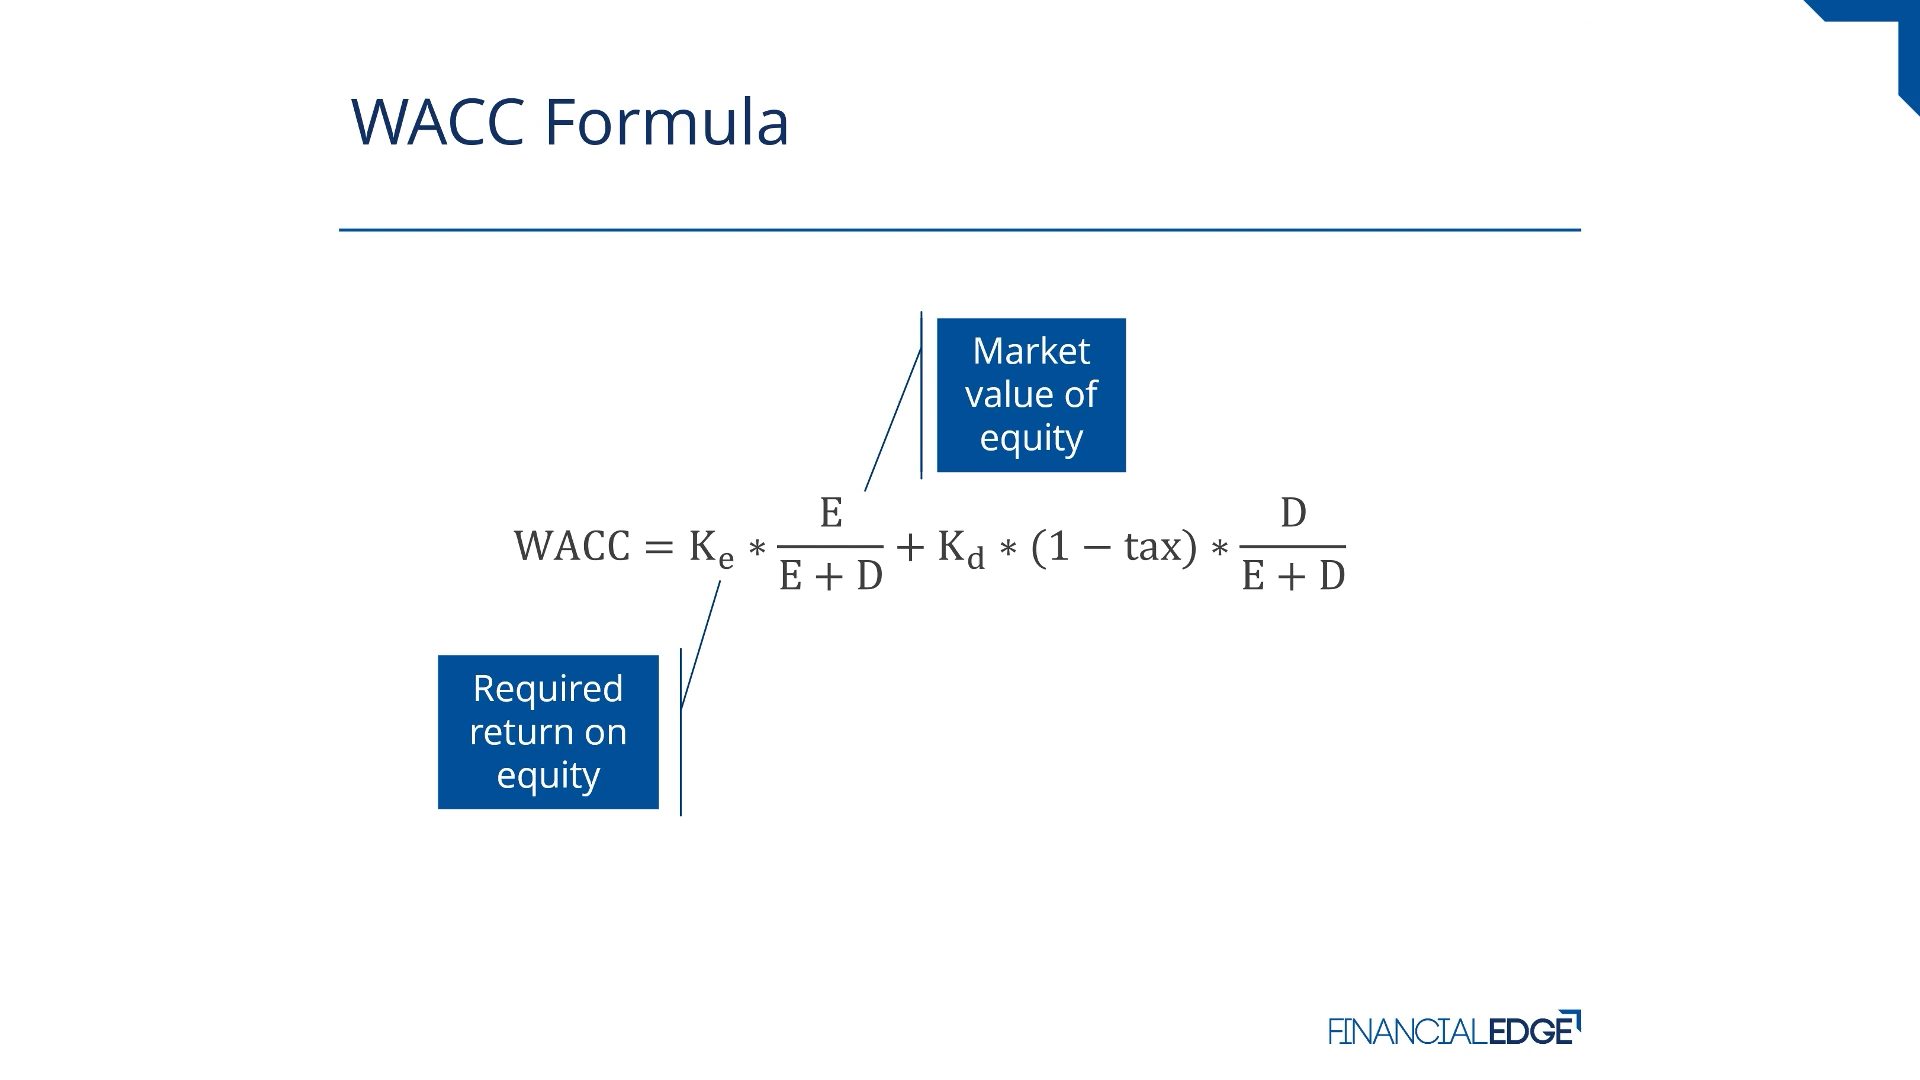 WACC Formula
Market
value of
equity
WACC = Kₑ * E / (E + D) + K_d * (1 − tax) * D / (E + D)
Required
return on
equity
FINANCIALEDGE